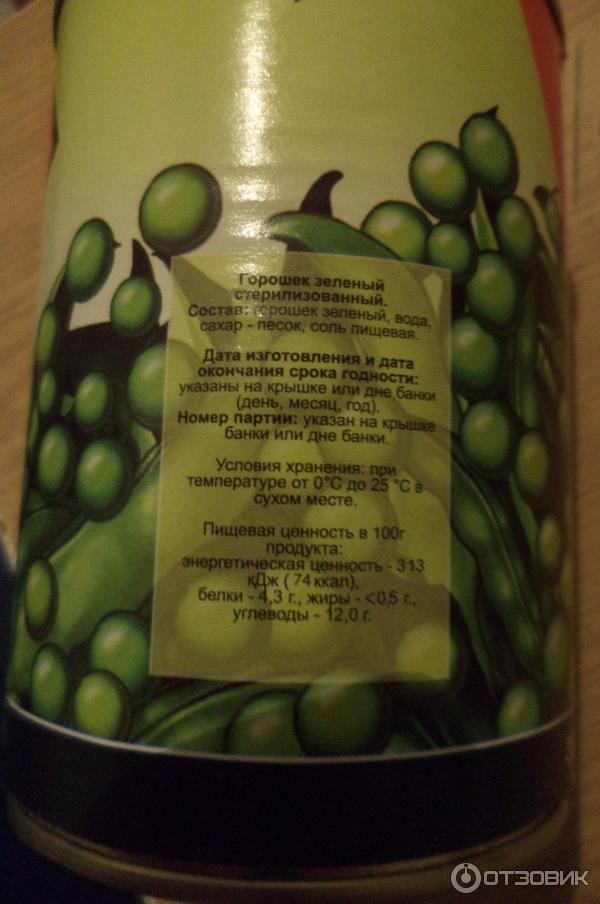 Горошек зеленый
стерилизованный.
Состав: горошек зеленый, вода,
сахар - песок, соль пищевая.
Дата изготовления и дата
окончания срока годности:
указаны на крышке или дне банки
(день, месяц, год).
Номер партии: указан на крышке
банки или дне банки.
Условия хранения: при
температуре от 0°С до 25 °С в
сухом месте.
Пищевая ценность в 100г
продукта:
энергетическая ценность - 313
кДж ( 74 ккал),
белки - 4,3 г., жиры - <0,5 г.,
углеводы - 12,0 г.
ОТЗОВИК